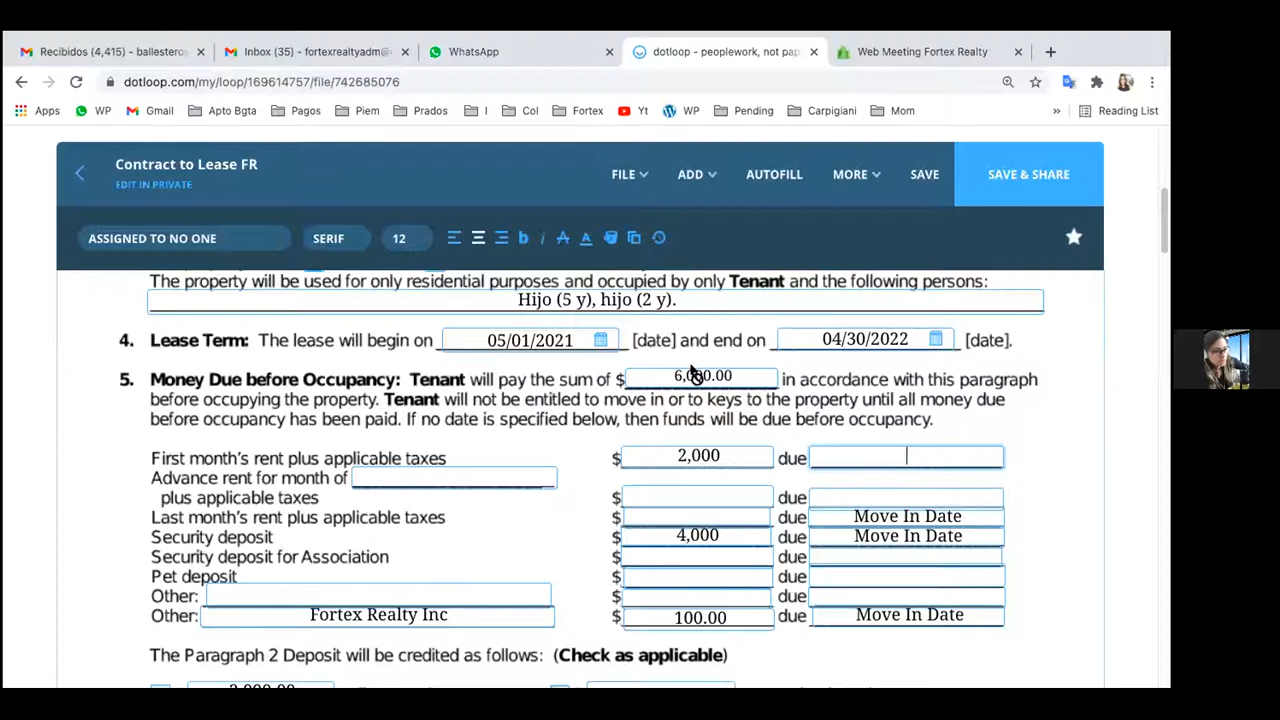 Recibidos (4,415) - ballestero
Inbox (35) - fortexrealtyadm@
WhatsApp
dotloop - peoplework, not pap
Web Meeting Fortex Realty
dotloop.com/my/loop/169614757/file/742685076
Apps WP Gmail Apto Bgta Pagos Piem Prados I Col Fortex Yt WP Pending Carpigiani Mom » Reading List
Contract to Lease FR
EDIT IN PRIVATE
FILE ADD AUTOFILL MORE SAVE SAVE & SHARE
ASSIGNED TO NO ONE SERIF 12 b i A A
The property will be used for only residential purposes and occupied by only Tenant and the following persons:
Hijo (5 y), hijo (2 y).
4. Lease Term: The lease will begin on 05/01/2021 [date] and end on 04/30/2022 [date].
5. Money Due before Occupancy: Tenant will pay the sum of $ 6,000.00 in accordance with this paragraph
before occupying the property. Tenant will not be entitled to move in or to keys to the property until all money due
before occupancy has been paid. If no date is specified below, then funds will be due before occupancy.
First month's rent plus applicable taxes $ 2,000 due
Advance rent for month of
plus applicable taxes $ due
Last month's rent plus applicable taxes $ due Move In Date
Security deposit $ 4,000 due Move In Date
Security deposit for Association $ due
Pet deposit $ due
Other: $ due
Other: Fortex Realty Inc $ 100.00 due Move In Date
The Paragraph 2 Deposit will be credited as follows: (Check as applicable)